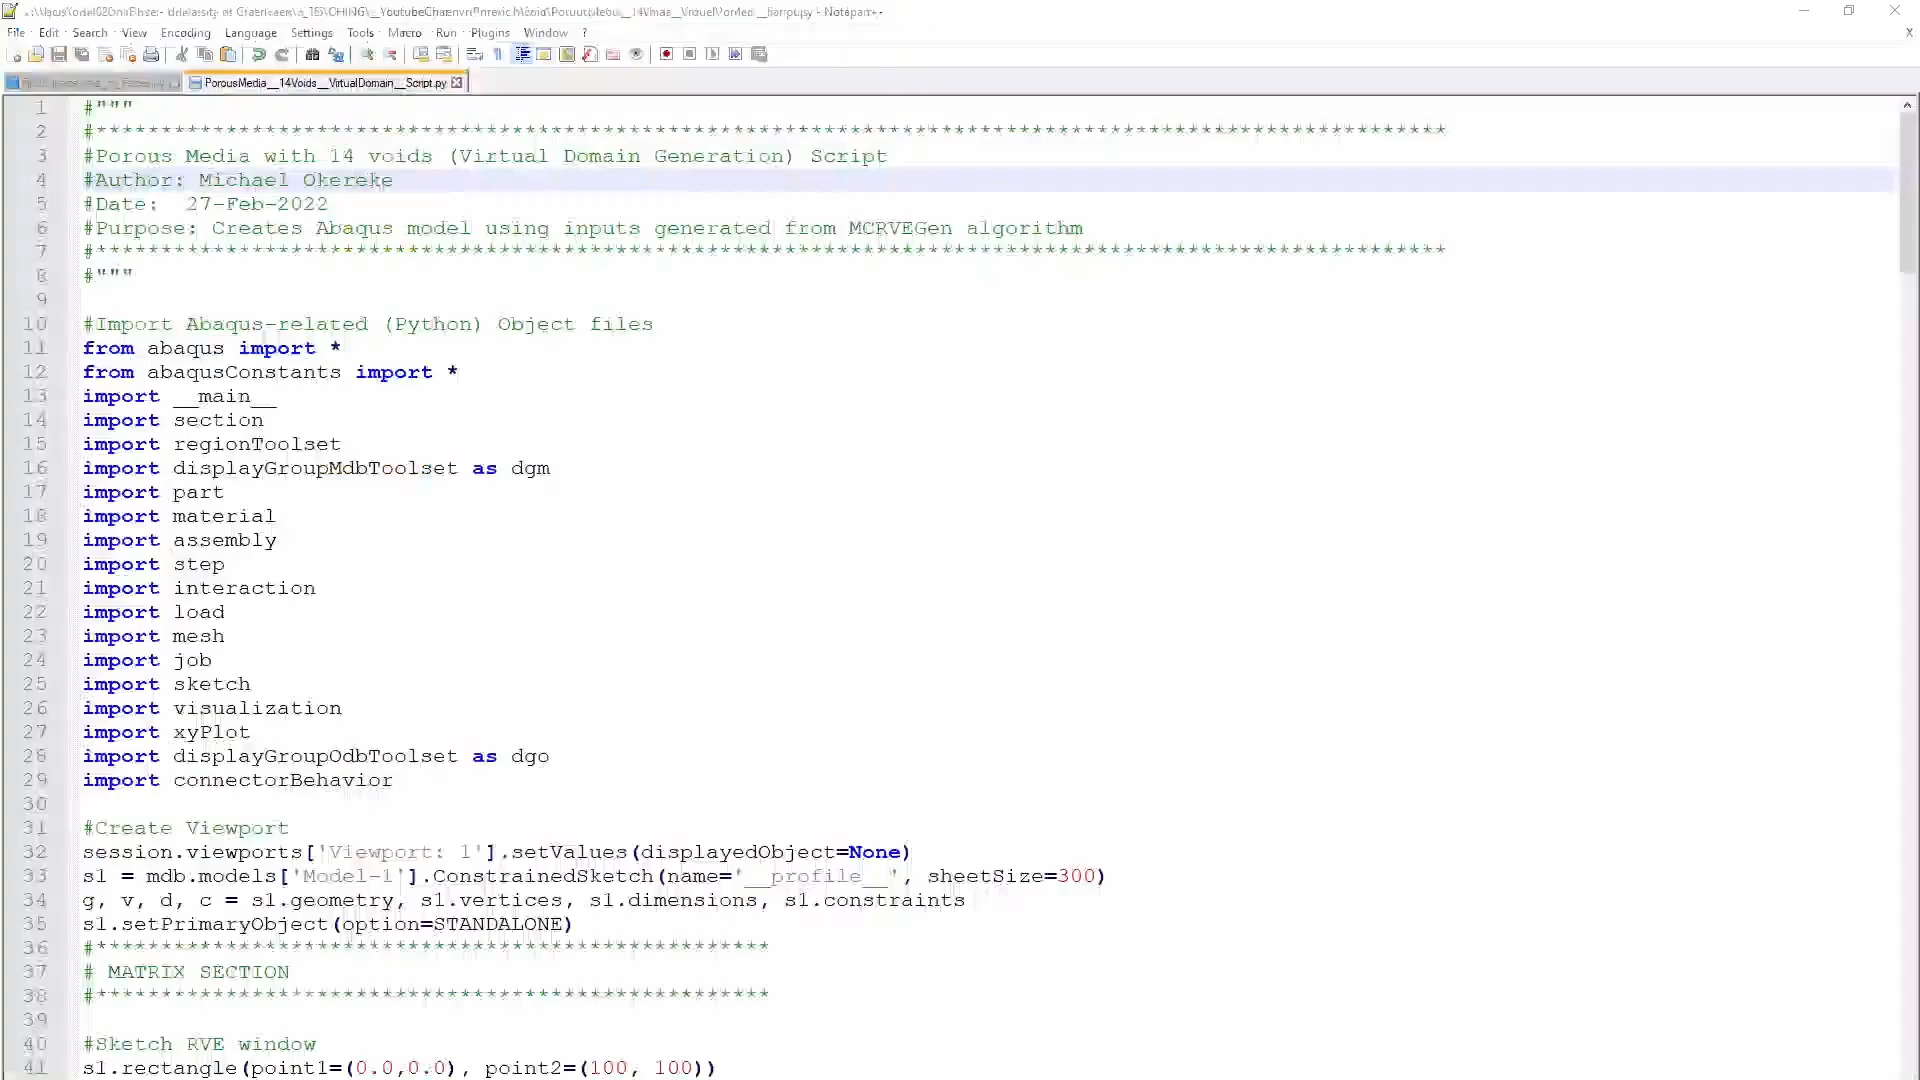 File Edit Search View Encoding Language Settings Tools Macro Run Plugins Window ?
X
PorousMedia__14Voids__VirtualDomain__Script.py
1 #"""
2 #********************************************************************************************************
3 #Porous Media with 14 voids (Virtual Domain Generation) Script
4 #Author: Michael Okereke
5 #Date:  27-Feb-2022
6 #Purpose: Creates Abaqus model using inputs generated from MCRVEGen algorithm
7 #********************************************************************************************************
8 #"""
9
10 #Import Abaqus-related (Python) Object files
11 from abaqus import *
12 from abaqusConstants import *
13 import __main__
14 import section
15 import regionToolset
16 import displayGroupMdbToolset as dgm
17 import part
18 import material
19 import assembly
20 import step
21 import interaction
22 import load
23 import mesh
24 import job
25 import sketch
26 import visualization
27 import xyPlot
28 import displayGroupOdbToolset as dgo
29 import connectorBehavior
30
31 #Create Viewport
32 session.viewports['Viewport: 1'].setValues(displayedObject=None)
33 s1 = mdb.models['Model-1'].ConstrainedSketch(name='__profile__', sheetSize=300)
34 g, v, d, c = s1.geometry, s1.vertices, s1.dimensions, s1.constraints
35 s1.setPrimaryObject(option=STANDALONE)
36 #****************************************************
37 # MATRIX SECTION
38 #****************************************************
39
40 #Sketch RVE window
41 s1.rectangle(point1=(0.0,0.0), point2=(100, 100))